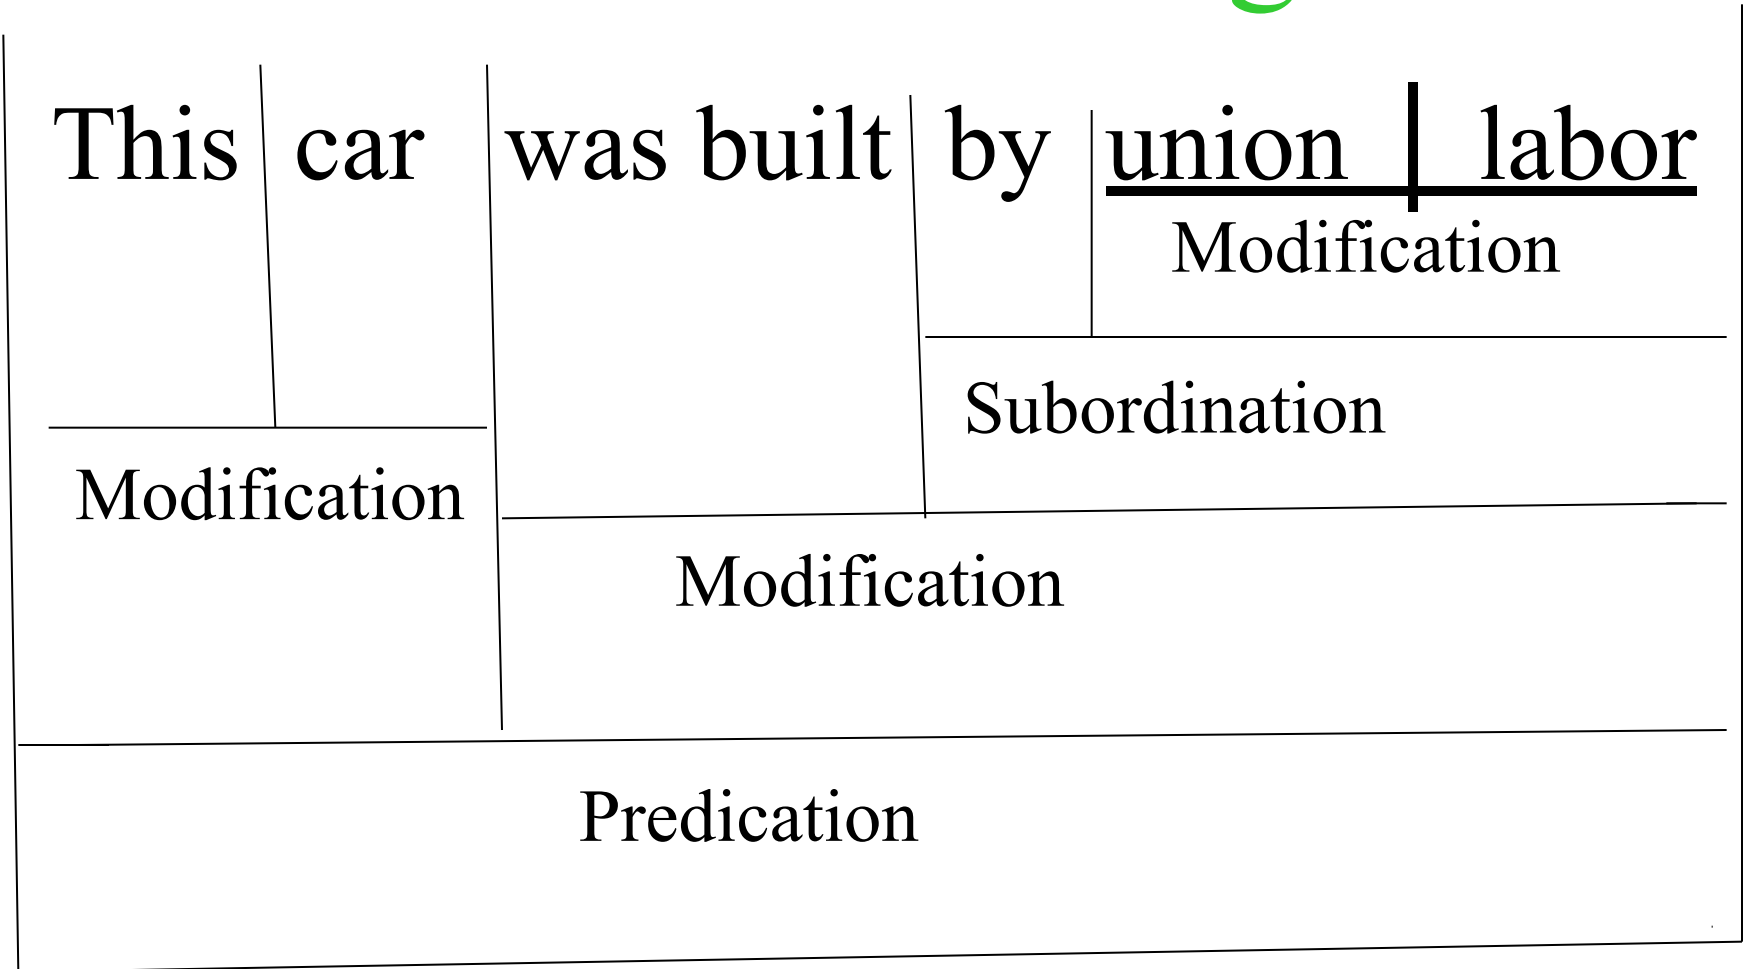 This car was built by union labor
Modification
Subordination
Modification
Modification
Predication